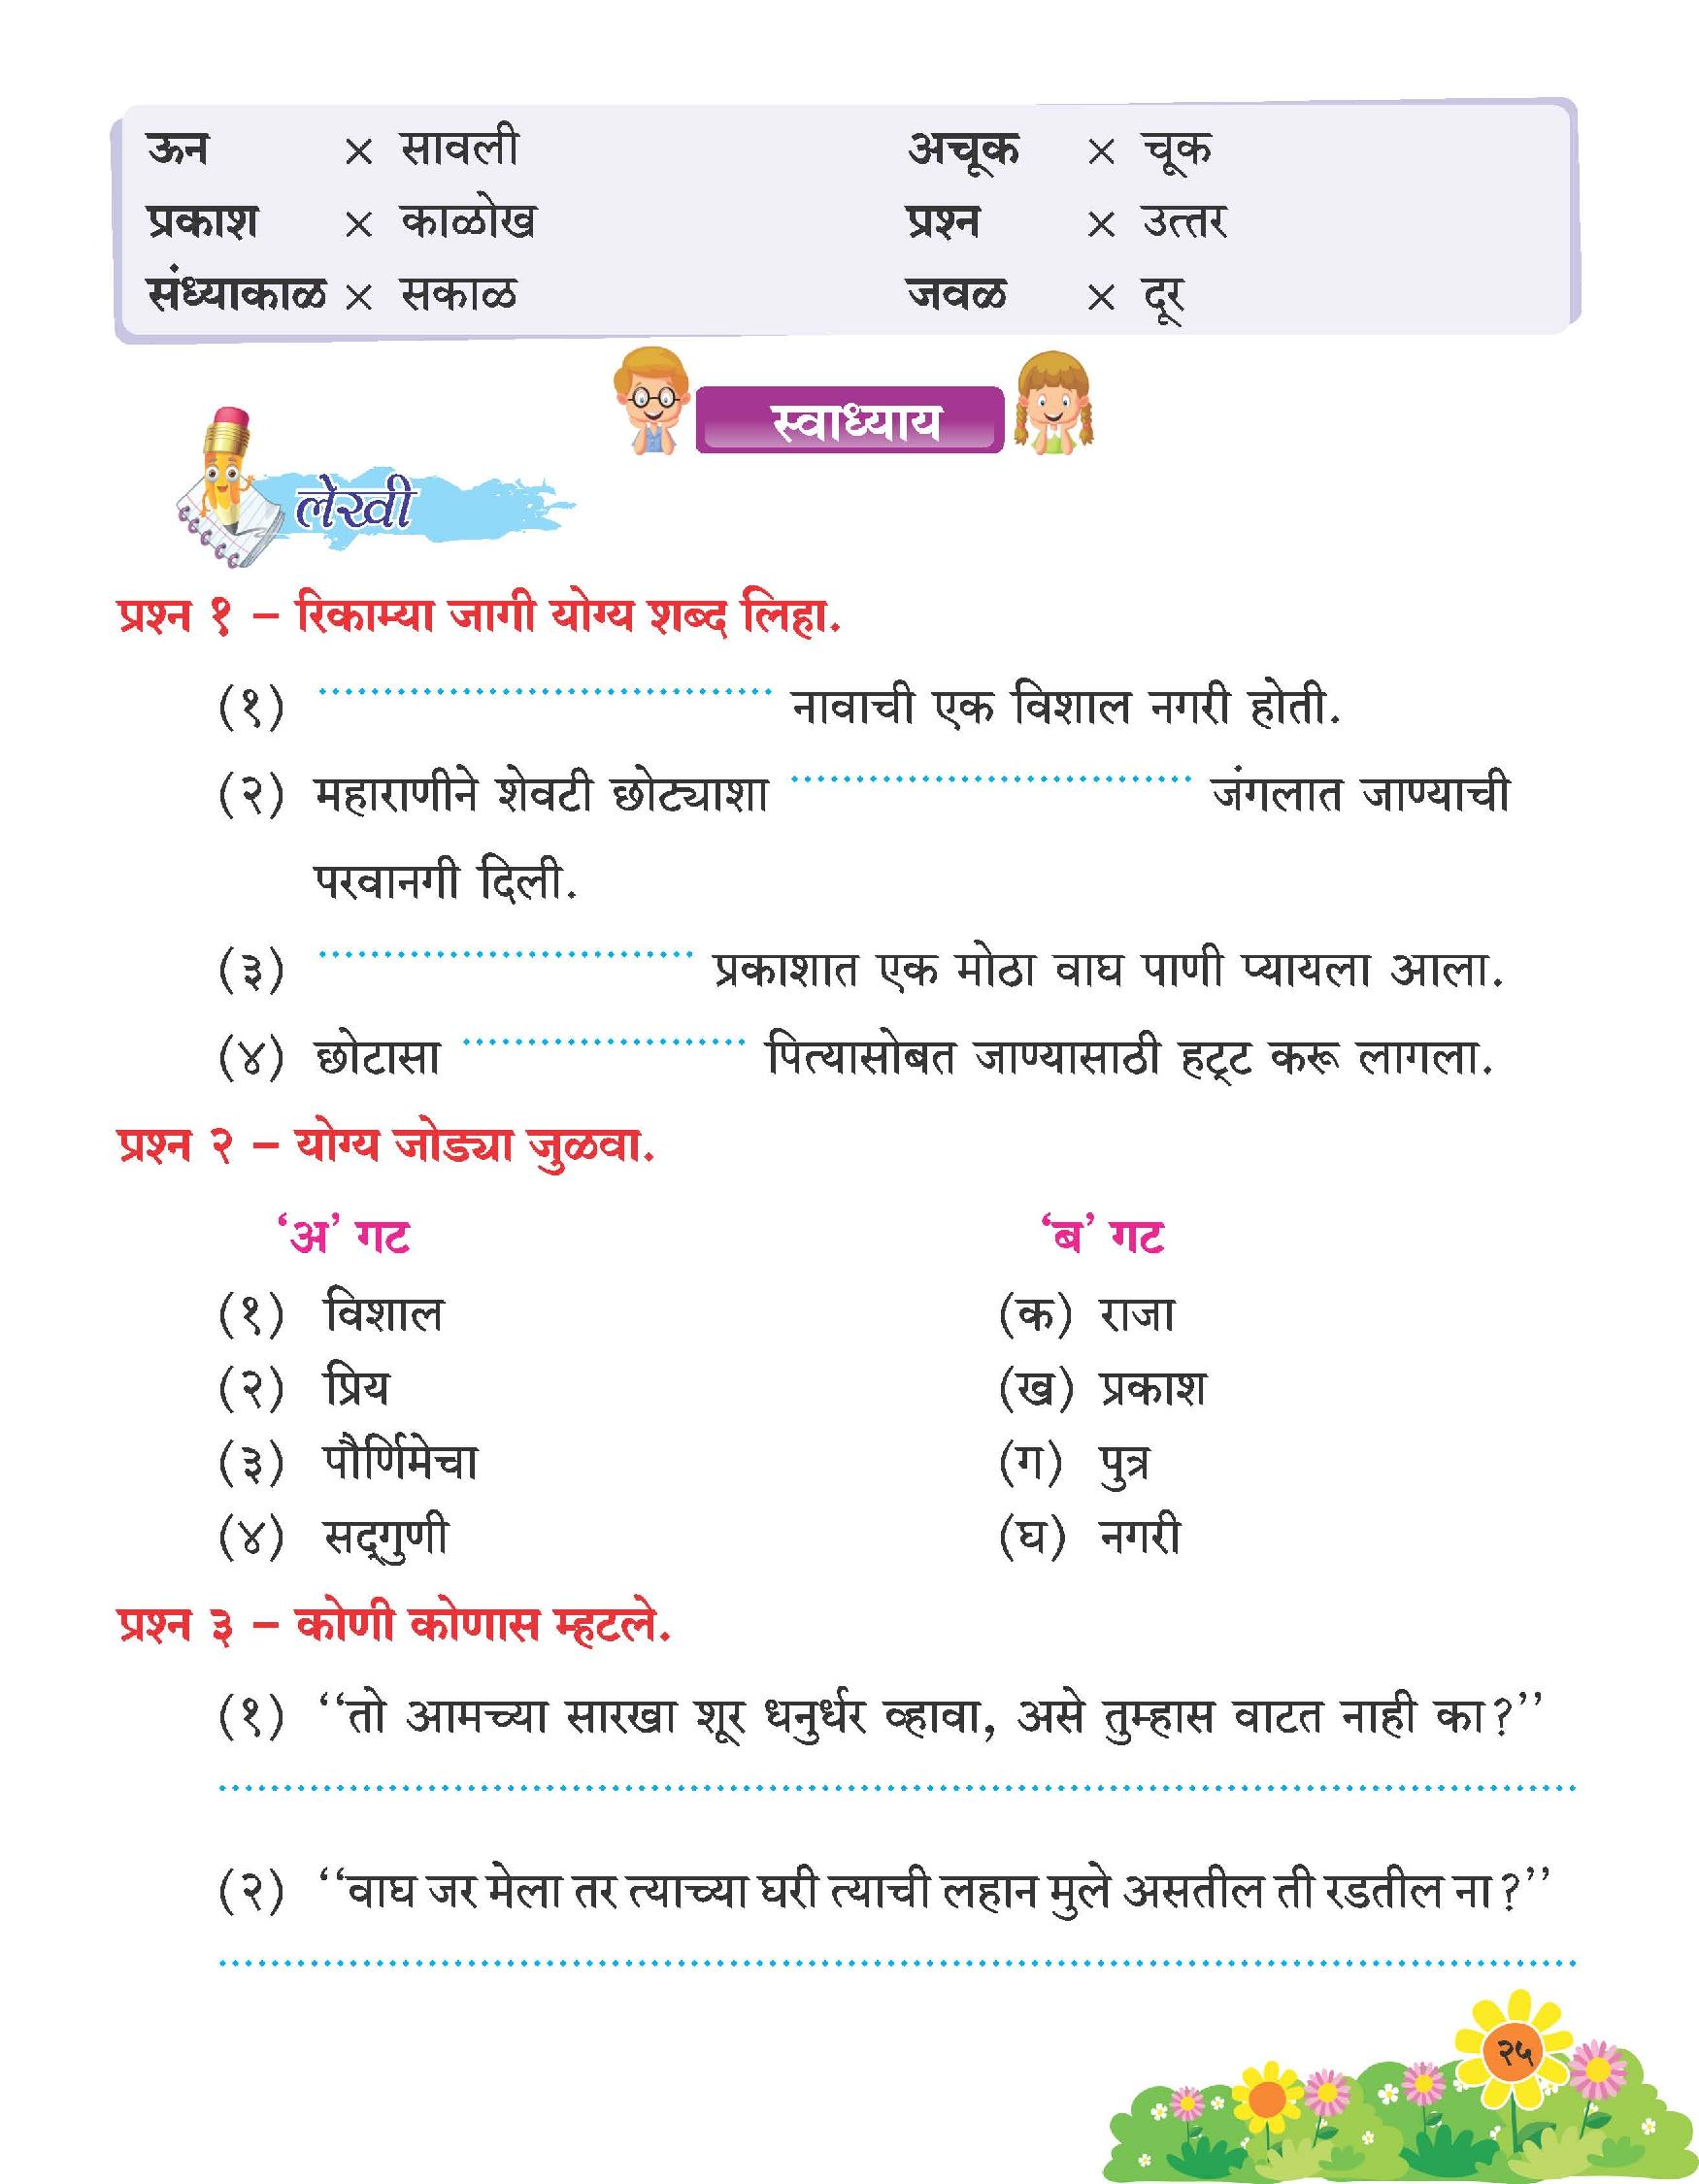 ऊन × सावली अचूक × चूक
प्रकाश × काळोख प्रश्न × उत्तर
संध्याकाळ × सकाळ जवळ × दूर
स्वाध्याय
लेखी
प्रश्न १ – रिकाम्या जागी योग्य शब्द लिहा.
(१) नावाची एक विशाल नगरी होती.
(२) महाराणीने शेवटी छोट्याशा जंगलात जाण्याची
परवानगी दिली.
(३) प्रकाशात एक मोठा वाघ पाणी प्यायला आला.
(४) छोटासा पित्यासोबत जाण्यासाठी हट्ट करू लागला.
प्रश्न २ – योग्य जोड्या जुळवा.
‘अ’ गट ‘ब’ गट
(१) विशाल (क) राजा
(२) प्रिय (ख) प्रकाश
(३) पौर्णिमेचा (ग) पुत्र
(४) सद्‌गुणी (घ) नगरी
प्रश्न ३ – कोणी कोणास म्हटले.
(१) ‘‘तो आमच्या सारखा शूर धनुर्धर व्हावा, असे तुम्हास वाटत नाही का?’’
(२) ‘‘वाघ जर मेला तर त्याच्या घरी त्याची लहान मुले असतील ती रडतील ना?’’
२५